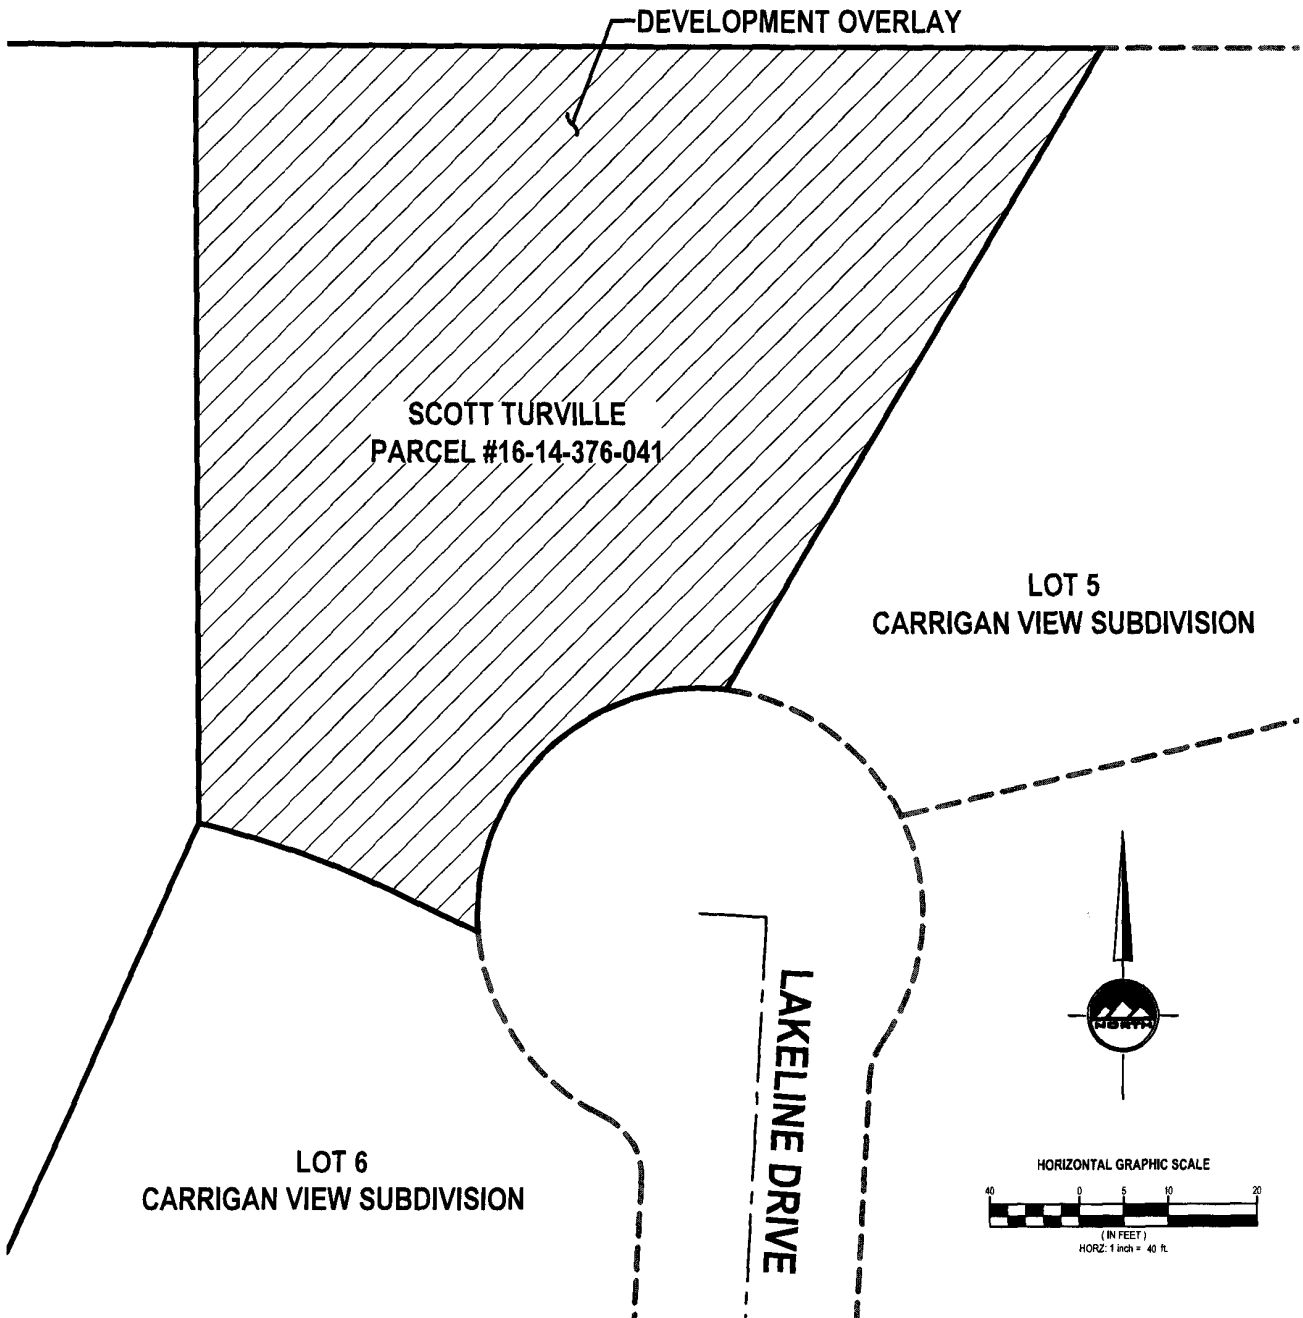 DEVELOPMENT OVERLAY
SCOTT TURVILLE
PARCEL #16-14-376-041
LOT 5
CARRIGAN VIEW SUBDIVISION
LAKELINE DRIVE
NORTH
LOT 6
CARRIGAN VIEW SUBDIVISION
HORIZONTAL GRAPHIC SCALE
40 0 5 10 20
( IN FEET )
HORZ: 1 inch = 40 ft.